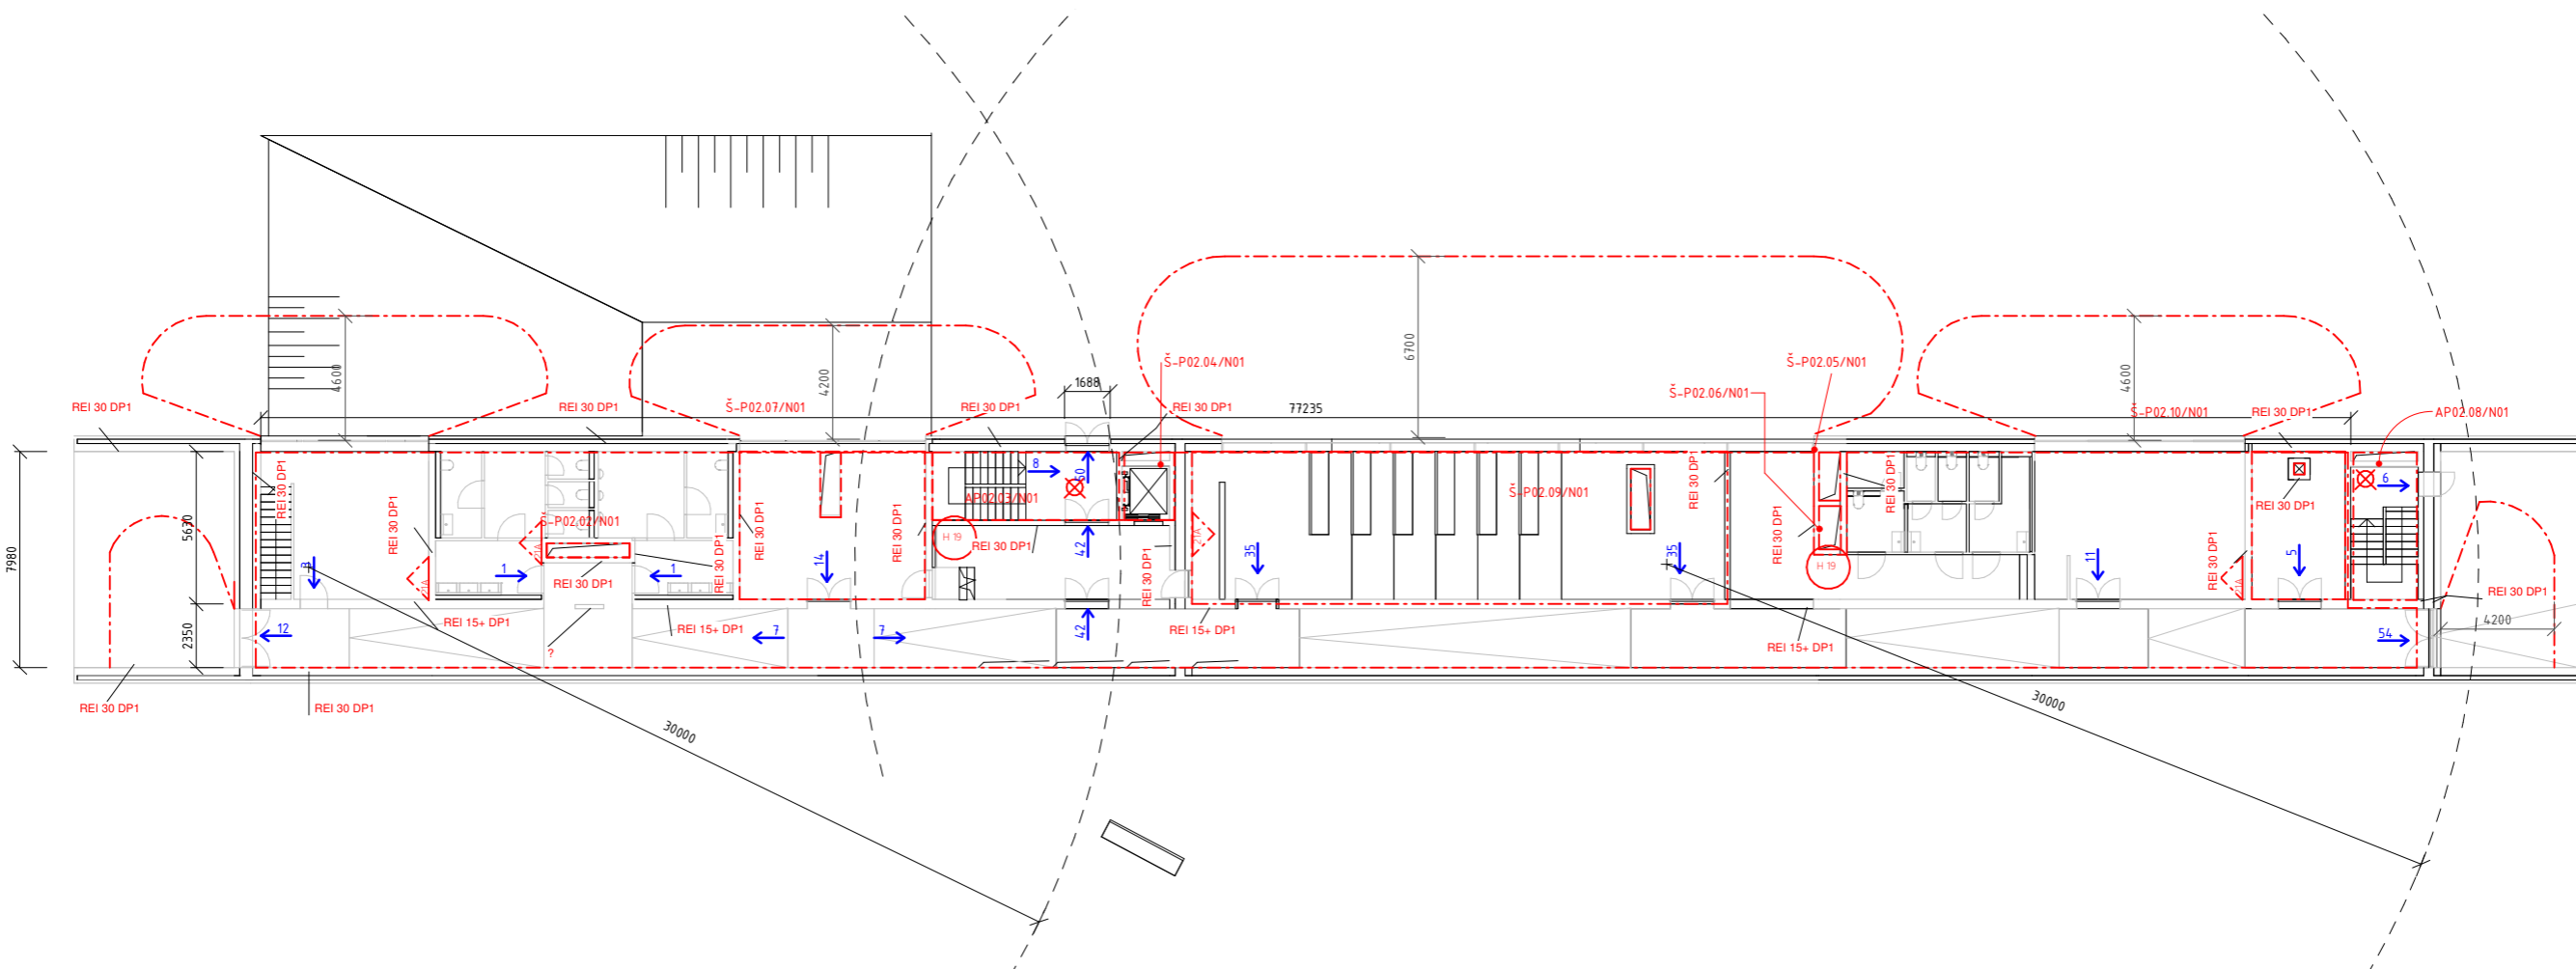 4600
4200
6700
4600
1688
77235
Š-P02.04/N01
Š-P02.05/N01
Š-P02.06/N01
Š-P02.07/N01
Š-P02.10/N01
AP02.08/N01
REI 30 DP1
REI 30 DP1
REI 30 DP1
REI 30 DP1
REI 30 DP1
7980
5630
2350
REI 30 DP1
REI 30 DP1
Š-P02.02/N01
REI 30 DP1
REI 30 DP1
REI 30 DP1
REI 30 DP1
8
60
AP02.03/N01
H 19
REI 30 DP1
REI 30 DP1
Š-P02.09/N01
REI 30 DP1
REI 30 DP1
REI 30 DP1
H 19
REI 30 DP1
REI 30 DP1
6
21A
21A
21A
21A
1
1
14
42
35
35
11
5
REI 15+ DP1
REI 15+ DP1
REI 15+ DP1
REI 15+ DP1
REI 30 DP1
12
?
7
7
42
54
4200
REI 30 DP1
REI 30 DP1
30000
30000